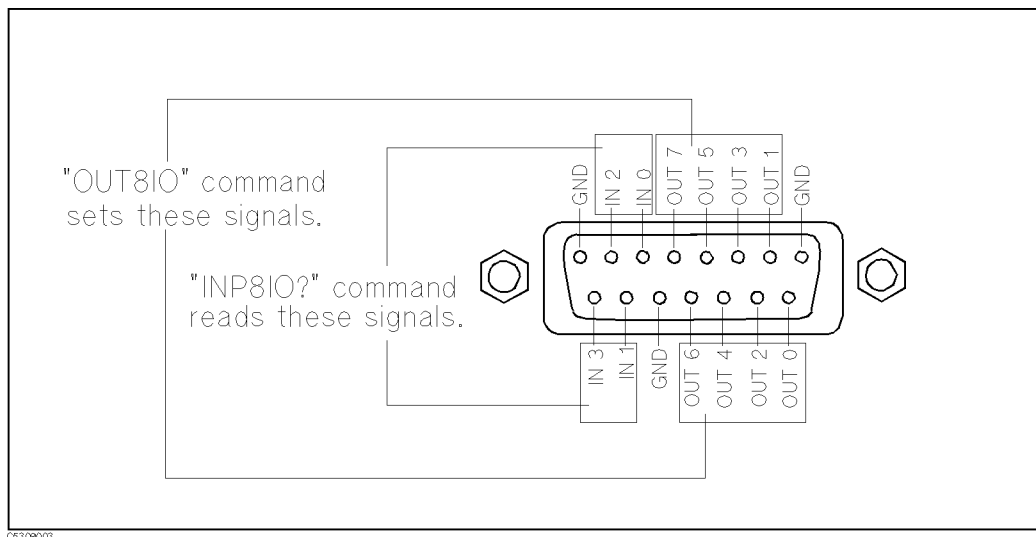 "OUT8IO" command
sets these signals.
"INP8IO?" command
reads these signals.
GND
IN 2
IN 0
OUT 7
OUT 5
OUT 3
OUT 1
GND
IN 3
IN 1
GND
OUT 6
OUT 4
OUT 2
OUT 0